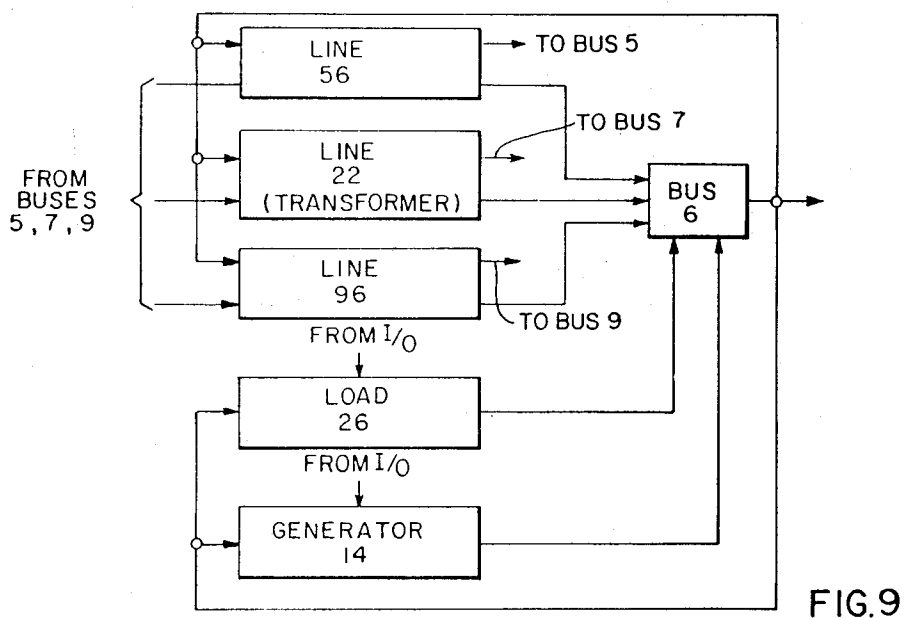 LINE
56
TO BUS 5
TO BUS 7
LINE
22
(TRANSFORMER)
FROM
BUSES
5, 7, 9
BUS
6
LINE
96
TO BUS 9
FROM I/O
LOAD
26
FROM I/O
GENERATOR
14
FIG.9